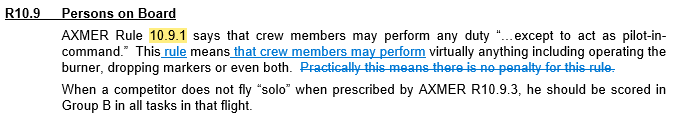 R10.9 Persons on Board
AXMER Rule 10.9.1 says that crew members may perform any duty “…except to act as pilot-in-
command.” This rule means that crew members may perform virtually anything including operating the
burner, dropping markers or even both. Practically this means there is no penalty for this rule.
When a competitor does not fly “solo” when prescribed by AXMER R10.9.3, he should be scored in
Group B in all tasks in that flight.